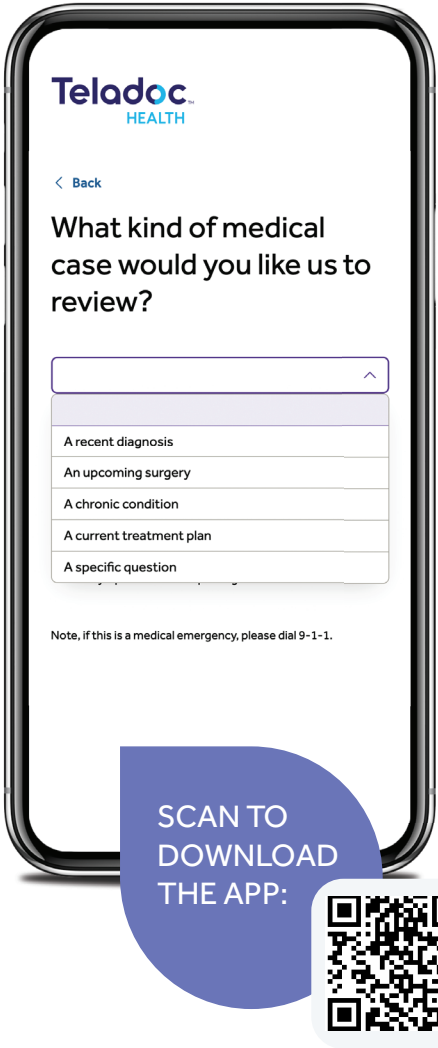 Teladoc™
HEALTH
Back
What kind of medical
case would you like us to
review?
A recent diagnosis
An upcoming surgery
A chronic condition
A current treatment plan
A specific question
Note, if this is a medical emergency, please dial 9-1-1.
SCAN TO
DOWNLOAD
THE APP: